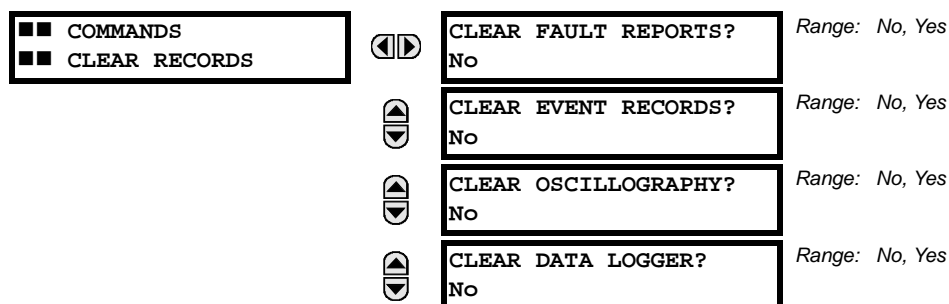 ■■ COMMANDS
■■ CLEAR RECORDS
CLEAR FAULT REPORTS?
No
Range: No, Yes
CLEAR EVENT RECORDS?
No
Range: No, Yes
CLEAR OSCILLOGRAPHY?
No
Range: No, Yes
CLEAR DATA LOGGER?
No
Range: No, Yes